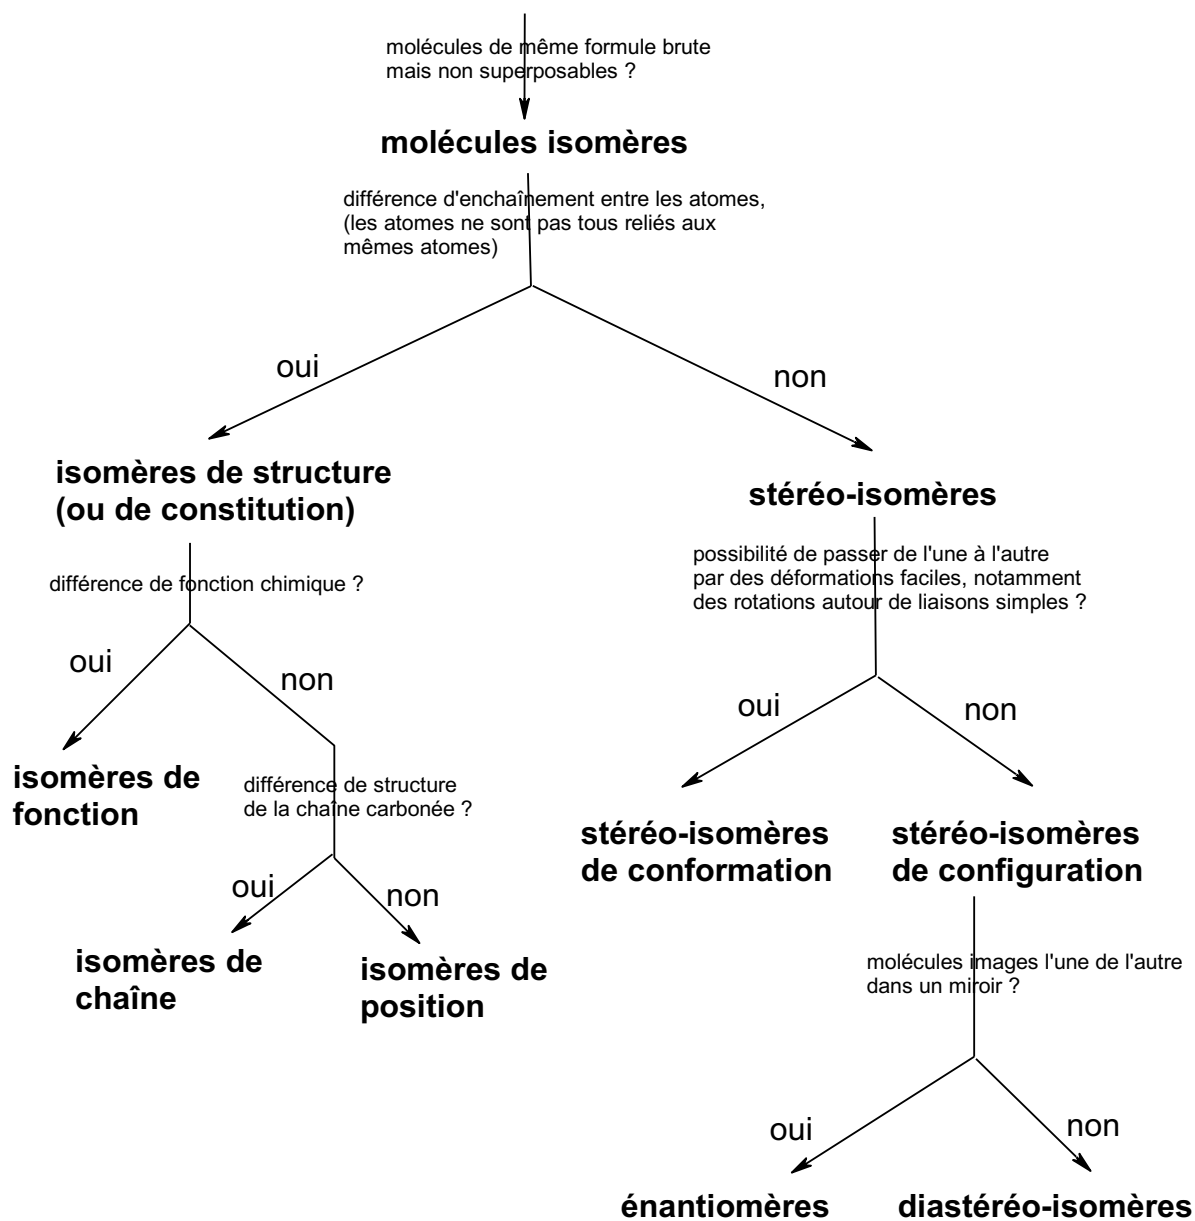 molécules de même formule brute
mais non superposables ?
molécules isomères
différence d'enchaînement entre les atomes,
(les atomes ne sont pas tous reliés aux
mêmes atomes)
oui
non
isomères de structure
(ou de constitution)
stéréo-isomères
différence de fonction chimique ?
possibilité de passer de l'une à l'autre
par des déformations faciles, notamment
des rotations autour de liaisons simples ?
oui
non
oui
non
isomères de
fonction
différence de structure
de la chaîne carbonée ?
stéréo-isomères
de conformation
stéréo-isomères
de configuration
oui
non
isomères de
chaîne
isomères de
position
molécules images l'une de l'autre
dans un miroir ?
oui
non
énantiomères
diastéréo-isomères